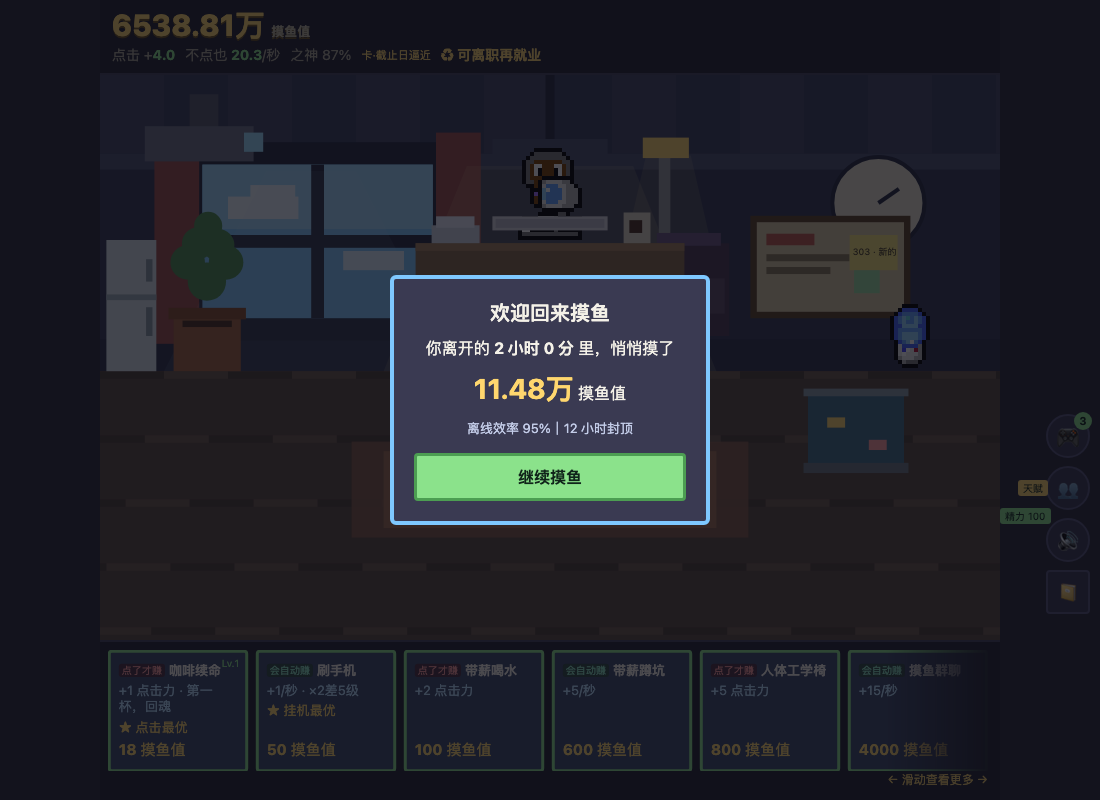 6538.81万 摸鱼值
点击 +4.0 不点也 20.3/秒 之神 87% 卡·截止日逼近 ♻ 可离职再就业
303 · 新的
欢迎回来摸鱼
你离开的 2 小时 0 分 里，悄悄摸了
11.48万 摸鱼值
离线效率 95% | 12 小时封顶
继续摸鱼
3
天赋
精力 100
点了才赚 咖啡续命 Lv.1
+1 点击力 · 第一
杯，回魂
★ 点击最优
18 摸鱼值
会自动赚 刷手机
+1/秒 · ×2差5级
★ 挂机最优
50 摸鱼值
点了才赚 带薪喝水
+2 点击力
100 摸鱼值
会自动赚 带薪蹲坑
+5/秒
600 摸鱼值
点了才赚 人体工学椅
+5 点击力
800 摸鱼值
会自动赚 摸鱼群聊
+15/秒
4000 摸鱼值
← 滑动查看更多 →